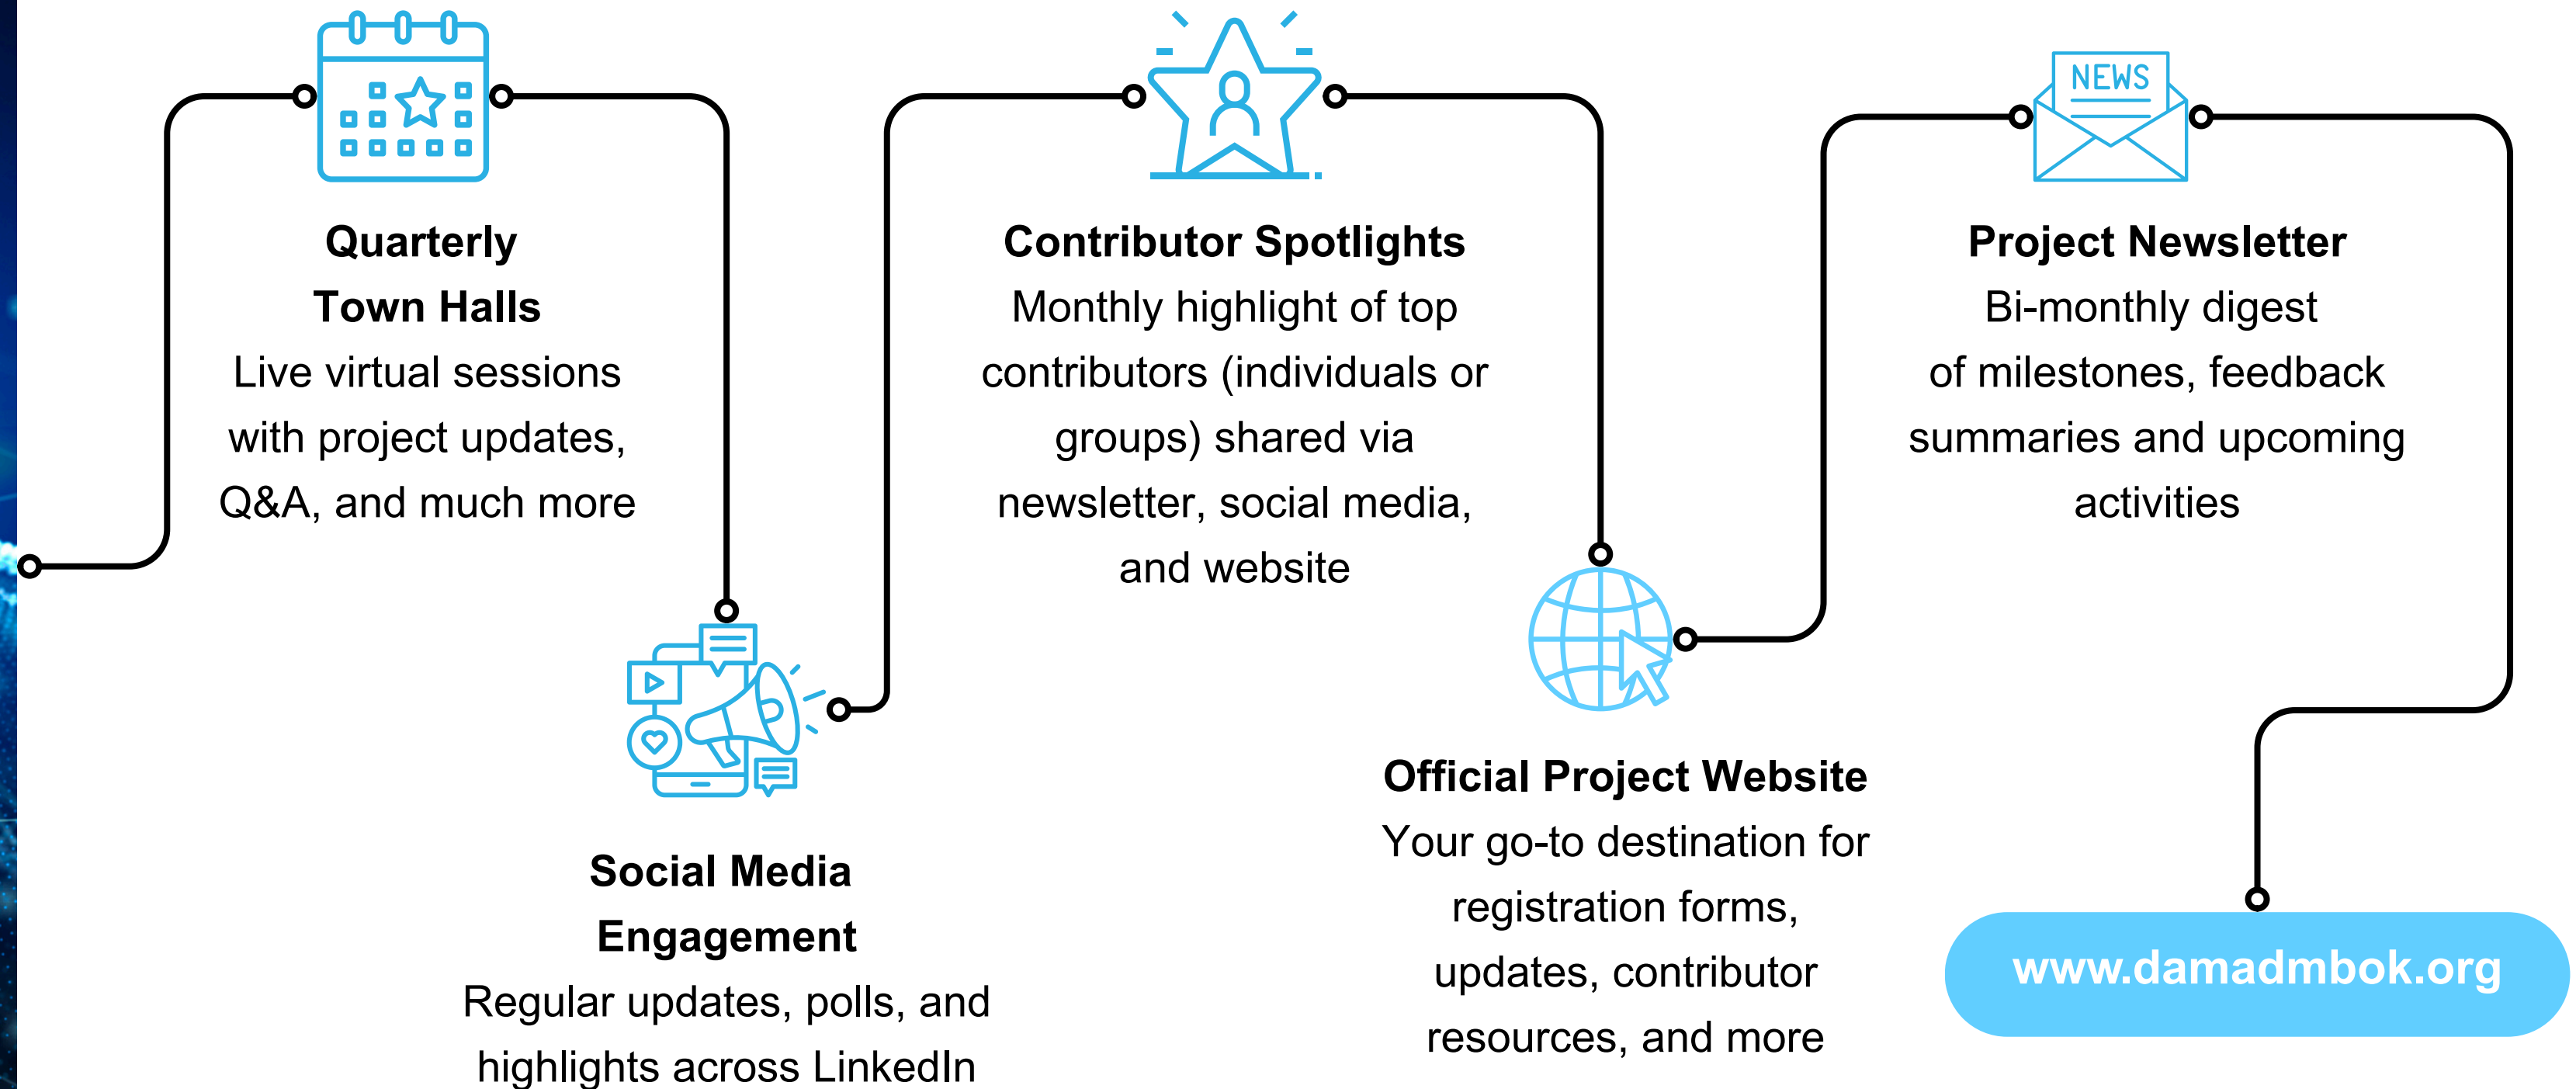 Quarterly
Town Halls
Live virtual sessions
with project updates,
Q&A, and much more
Social Media
Engagement
Regular updates, polls, and
highlights across LinkedIn
Contributor Spotlights
Monthly highlight of top
contributors (individuals or
groups) shared via
newsletter, social media,
and website
Official Project Website
Your go-to destination for
registration forms,
updates, contributor
resources, and more
NEWS
Project Newsletter
Bi-monthly digest
of milestones, feedback
summaries and upcoming
activities
www.damadmbok.org